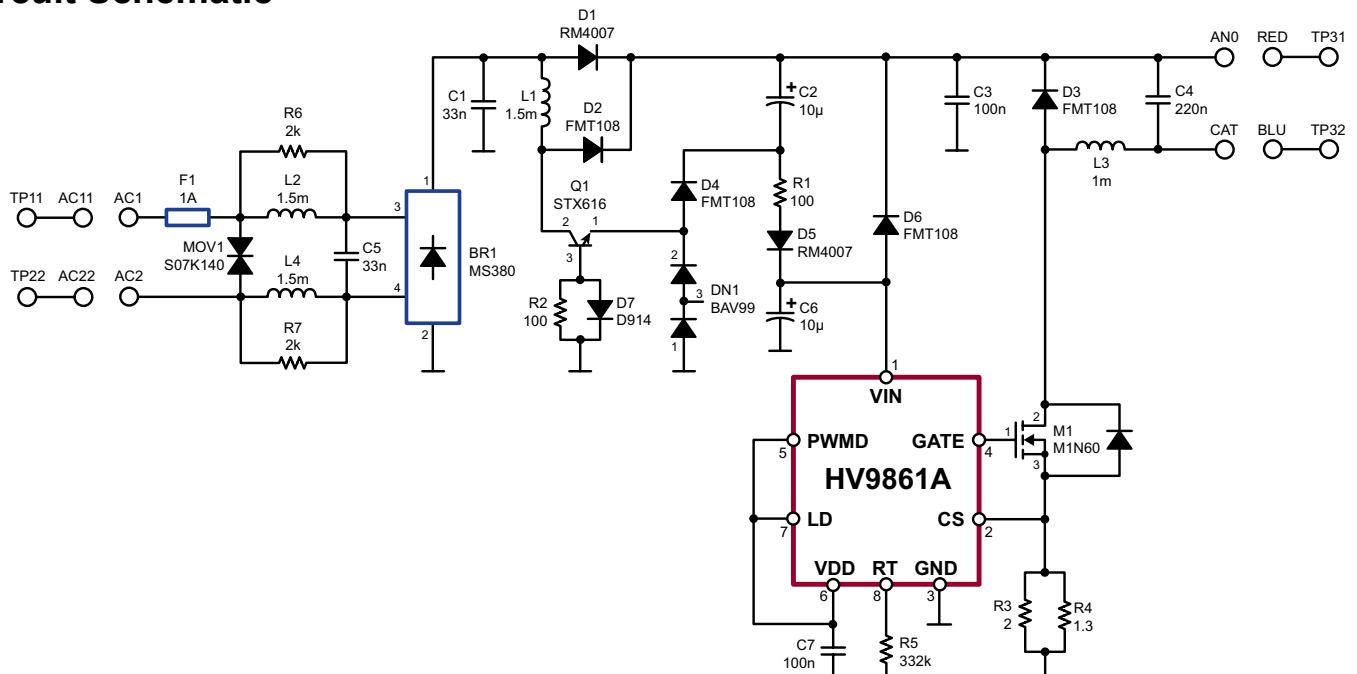 cuit Schematic
D1
RM4007
AN0 RED TP31
C1
33n
L1
1.5m
D2
FMT108
+ C2
10µ
C3
100n
D3
FMT108
C4
220n
CAT BLU TP32
L3
1m
R6
2k
L2
1.5m
F1
1A
TP11 AC11 AC1
MOV1
S07K140
C5
33n
L4
1.5m
TP22 AC22 AC2
R7
2k
1
3
4
2
BR1
MS380
Q1
STX616
2 1
3
D4
FMT108
R1
100
D5
RM4007
D6
FMT108
R2
100
D7
D914
2
3
1
DN1
BAV99
+ C6
10µ
1
VIN
PWMD
5
GATE
4
HV9861A
LD
7
CS
2
VDD RT GND
6 8 3
1
2
3
M1
M1N60
C7
100n
R5
332k
R3
2
R4
1.3